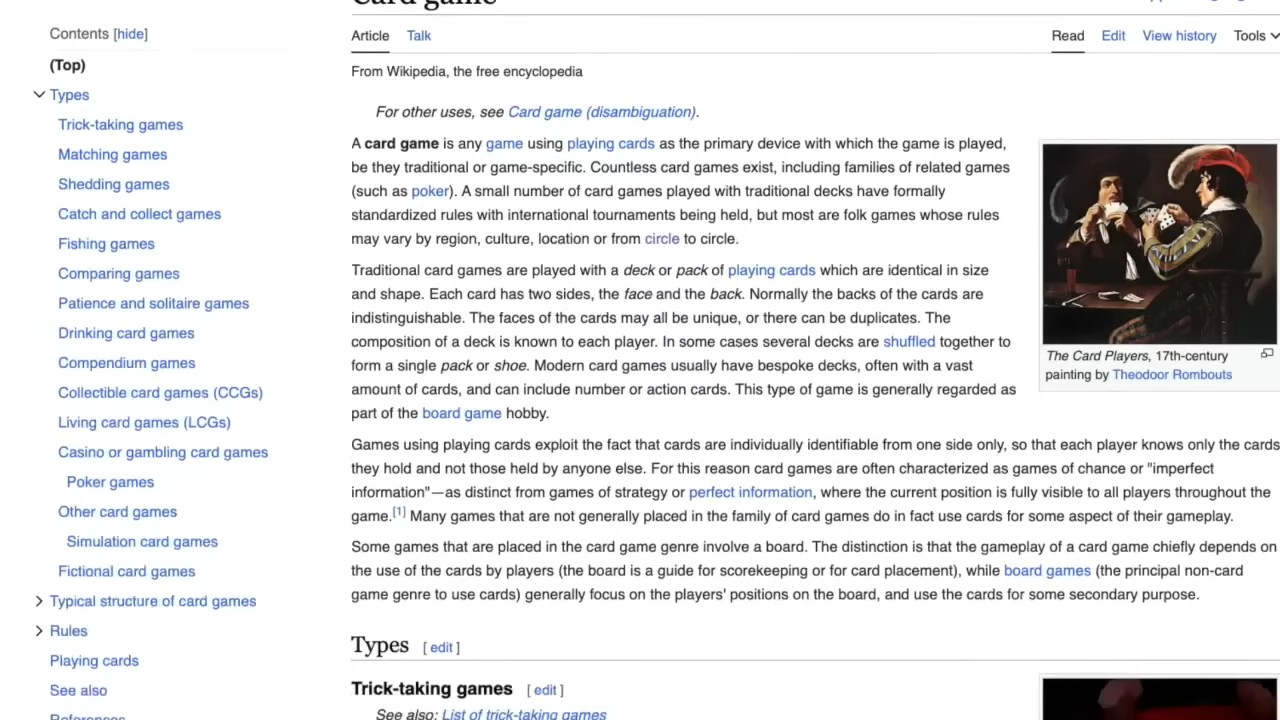 Card game
Contents [hide]
(Top)
Types
Trick-taking games
Matching games
Shedding games
Catch and collect games
Fishing games
Comparing games
Patience and solitaire games
Drinking card games
Compendium games
Collectible card games (CCGs)
Living card games (LCGs)
Casino or gambling card games
Poker games
Other card games
Simulation card games
Fictional card games
Typical structure of card games
Rules
Playing cards
See also
References
Article Talk
Read Edit View history Tools
From Wikipedia, the free encyclopedia
For other uses, see Card game (disambiguation).
A card game is any game using playing cards as the primary device with which the game is played,
be they traditional or game-specific. Countless card games exist, including families of related games
(such as poker). A small number of card games played with traditional decks have formally
standardized rules with international tournaments being held, but most are folk games whose rules
may vary by region, culture, location or from circle to circle.
Traditional card games are played with a deck or pack of playing cards which are identical in size
and shape. Each card has two sides, the face and the back. Normally the backs of the cards are
indistinguishable. The faces of the cards may all be unique, or there can be duplicates. The
composition of a deck is known to each player. In some cases several decks are shuffled together to
form a single pack or shoe. Modern card games usually have bespoke decks, often with a vast
amount of cards, and can include number or action cards. This type of game is generally regarded as
part of the board game hobby.
The Card Players, 17th-century
painting by Theodoor Rombouts
Games using playing cards exploit the fact that cards are individually identifiable from one side only, so that each player knows only the cards
they hold and not those held by anyone else. For this reason card games are often characterized as games of chance or "imperfect
information"—as distinct from games of strategy or perfect information, where the current position is fully visible to all players throughout the
game.[1] Many games that are not generally placed in the family of card games do in fact use cards for some aspect of their gameplay.
Some games that are placed in the card game genre involve a board. The distinction is that the gameplay of a card game chiefly depends on
the use of the cards by players (the board is a guide for scorekeeping or for card placement), while board games (the principal non-card
game genre to use cards) generally focus on the players' positions on the board, and use the cards for some secondary purpose.
Types [ edit ]
Trick-taking games [ edit ]
See also: List of trick-taking games